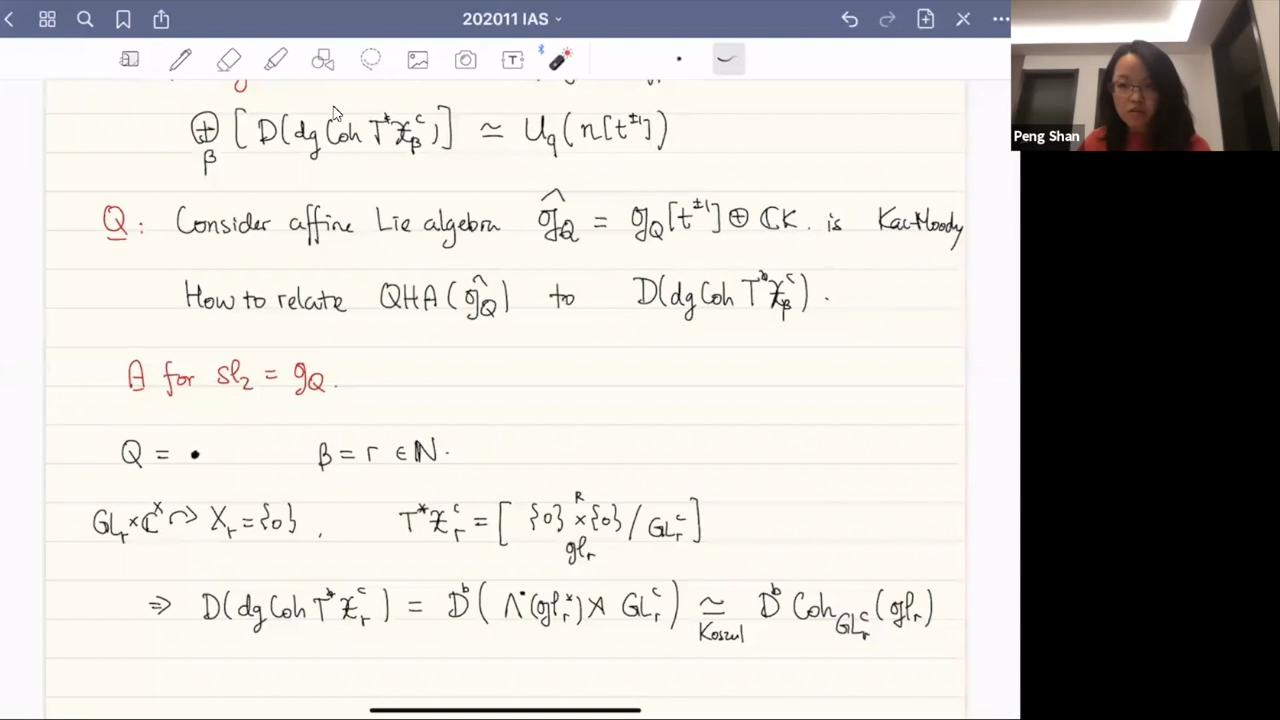 202011 IAS
Peng Shan
⊕_β [D(dg Coh T*𝔛_β^c)] ≃ U_q(n[t^{±1}])
Q: Consider affine Lie algebra ĝ_Q = g_Q[t^{±1}] ⊕ ℂK. is Kac-Moody
How to relate QHA(ĝ_Q) to D(dg Coh T*𝔛_β^c).
A for sl_2 = g_Q.
Q = • β = r ∈ ℕ.
GL_r × ℂ^× ↷ X_r = {0}, T*𝔛_r^c = [{0} ×^R_{gl_r} {0} / GL_r^c]
⇒ D(dg Coh T*𝔛_r^c) = D^b(Λ^•(gl_r^*) ⋊ GL_r^c) ≃_{Koszul} D^b Coh_{GL_r^c}(gl_r)